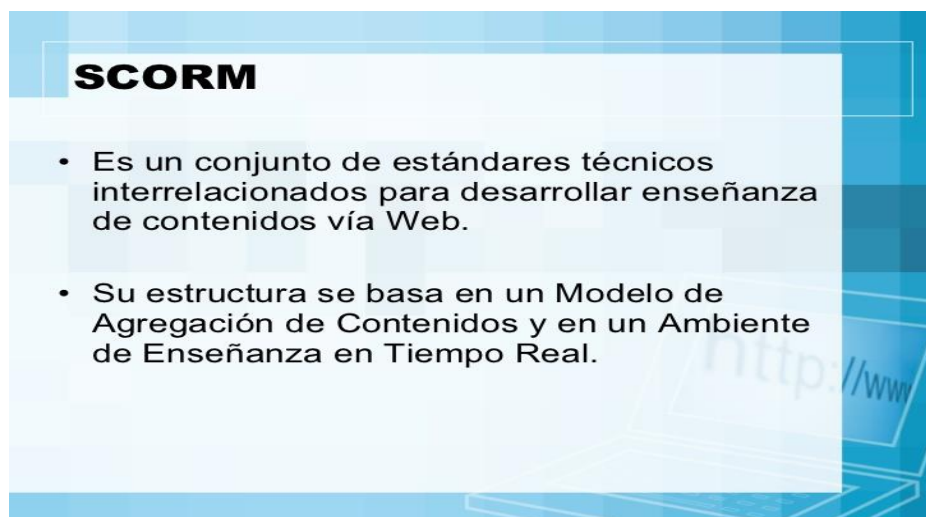 SCORM
• Es un conjunto de estándares técnicos
interrelacionados para desarrollar enseñanza
de contenidos vía Web.
• Su estructura se basa en un Modelo de
Agregación de Contenidos y en un Ambiente
de Enseñanza en Tiempo Real.
http://www